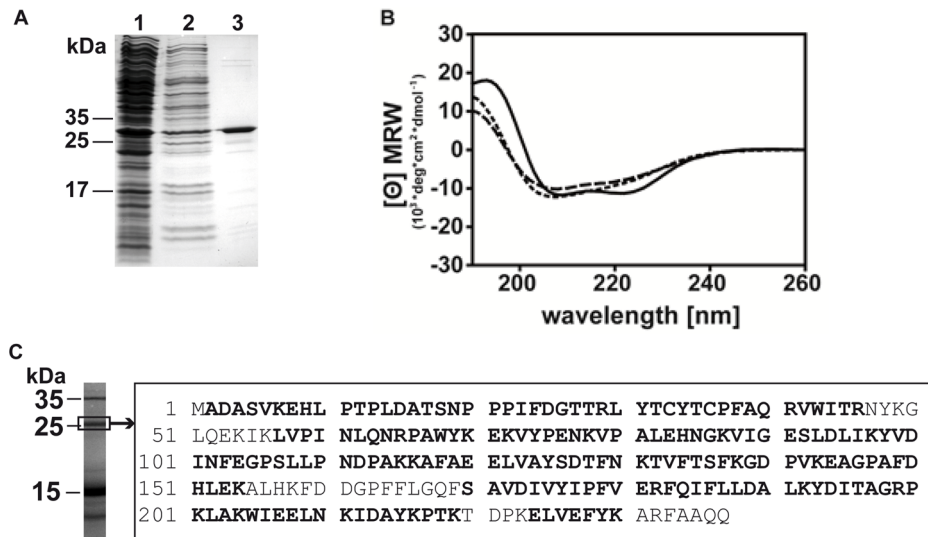 A
1 2 3
kDa
35
25
17
B
30
20
10
0
-10
-20
-30
[Θ] MRW
(10³*deg*cm²*dmol⁻¹)
200 220 240 260
wavelength [nm]
C
kDa
35
25
15
1 MADASVKEHL PTPLDATSNP PPIFDGTTRL YTCYTCPFAQ RVWITRNYKG
51 LQEKIKLVPI NLQNRPAWYK EKVYPENKVP ALEHNGKVIG ESLDLIKYVD
101 INFEGPSLLP NDPAKKAFAE ELVAYSDTFN KTVFTSFKGD PVKEAGPAFD
151 HLEKALHKFD DGPFFLGQFS AVDIVYIPFV ERFQIFLLDA LKYDITAGRP
201 KLAKWIEELN KIDAYKPTKT DPKELVEFYK ARFAAQQ